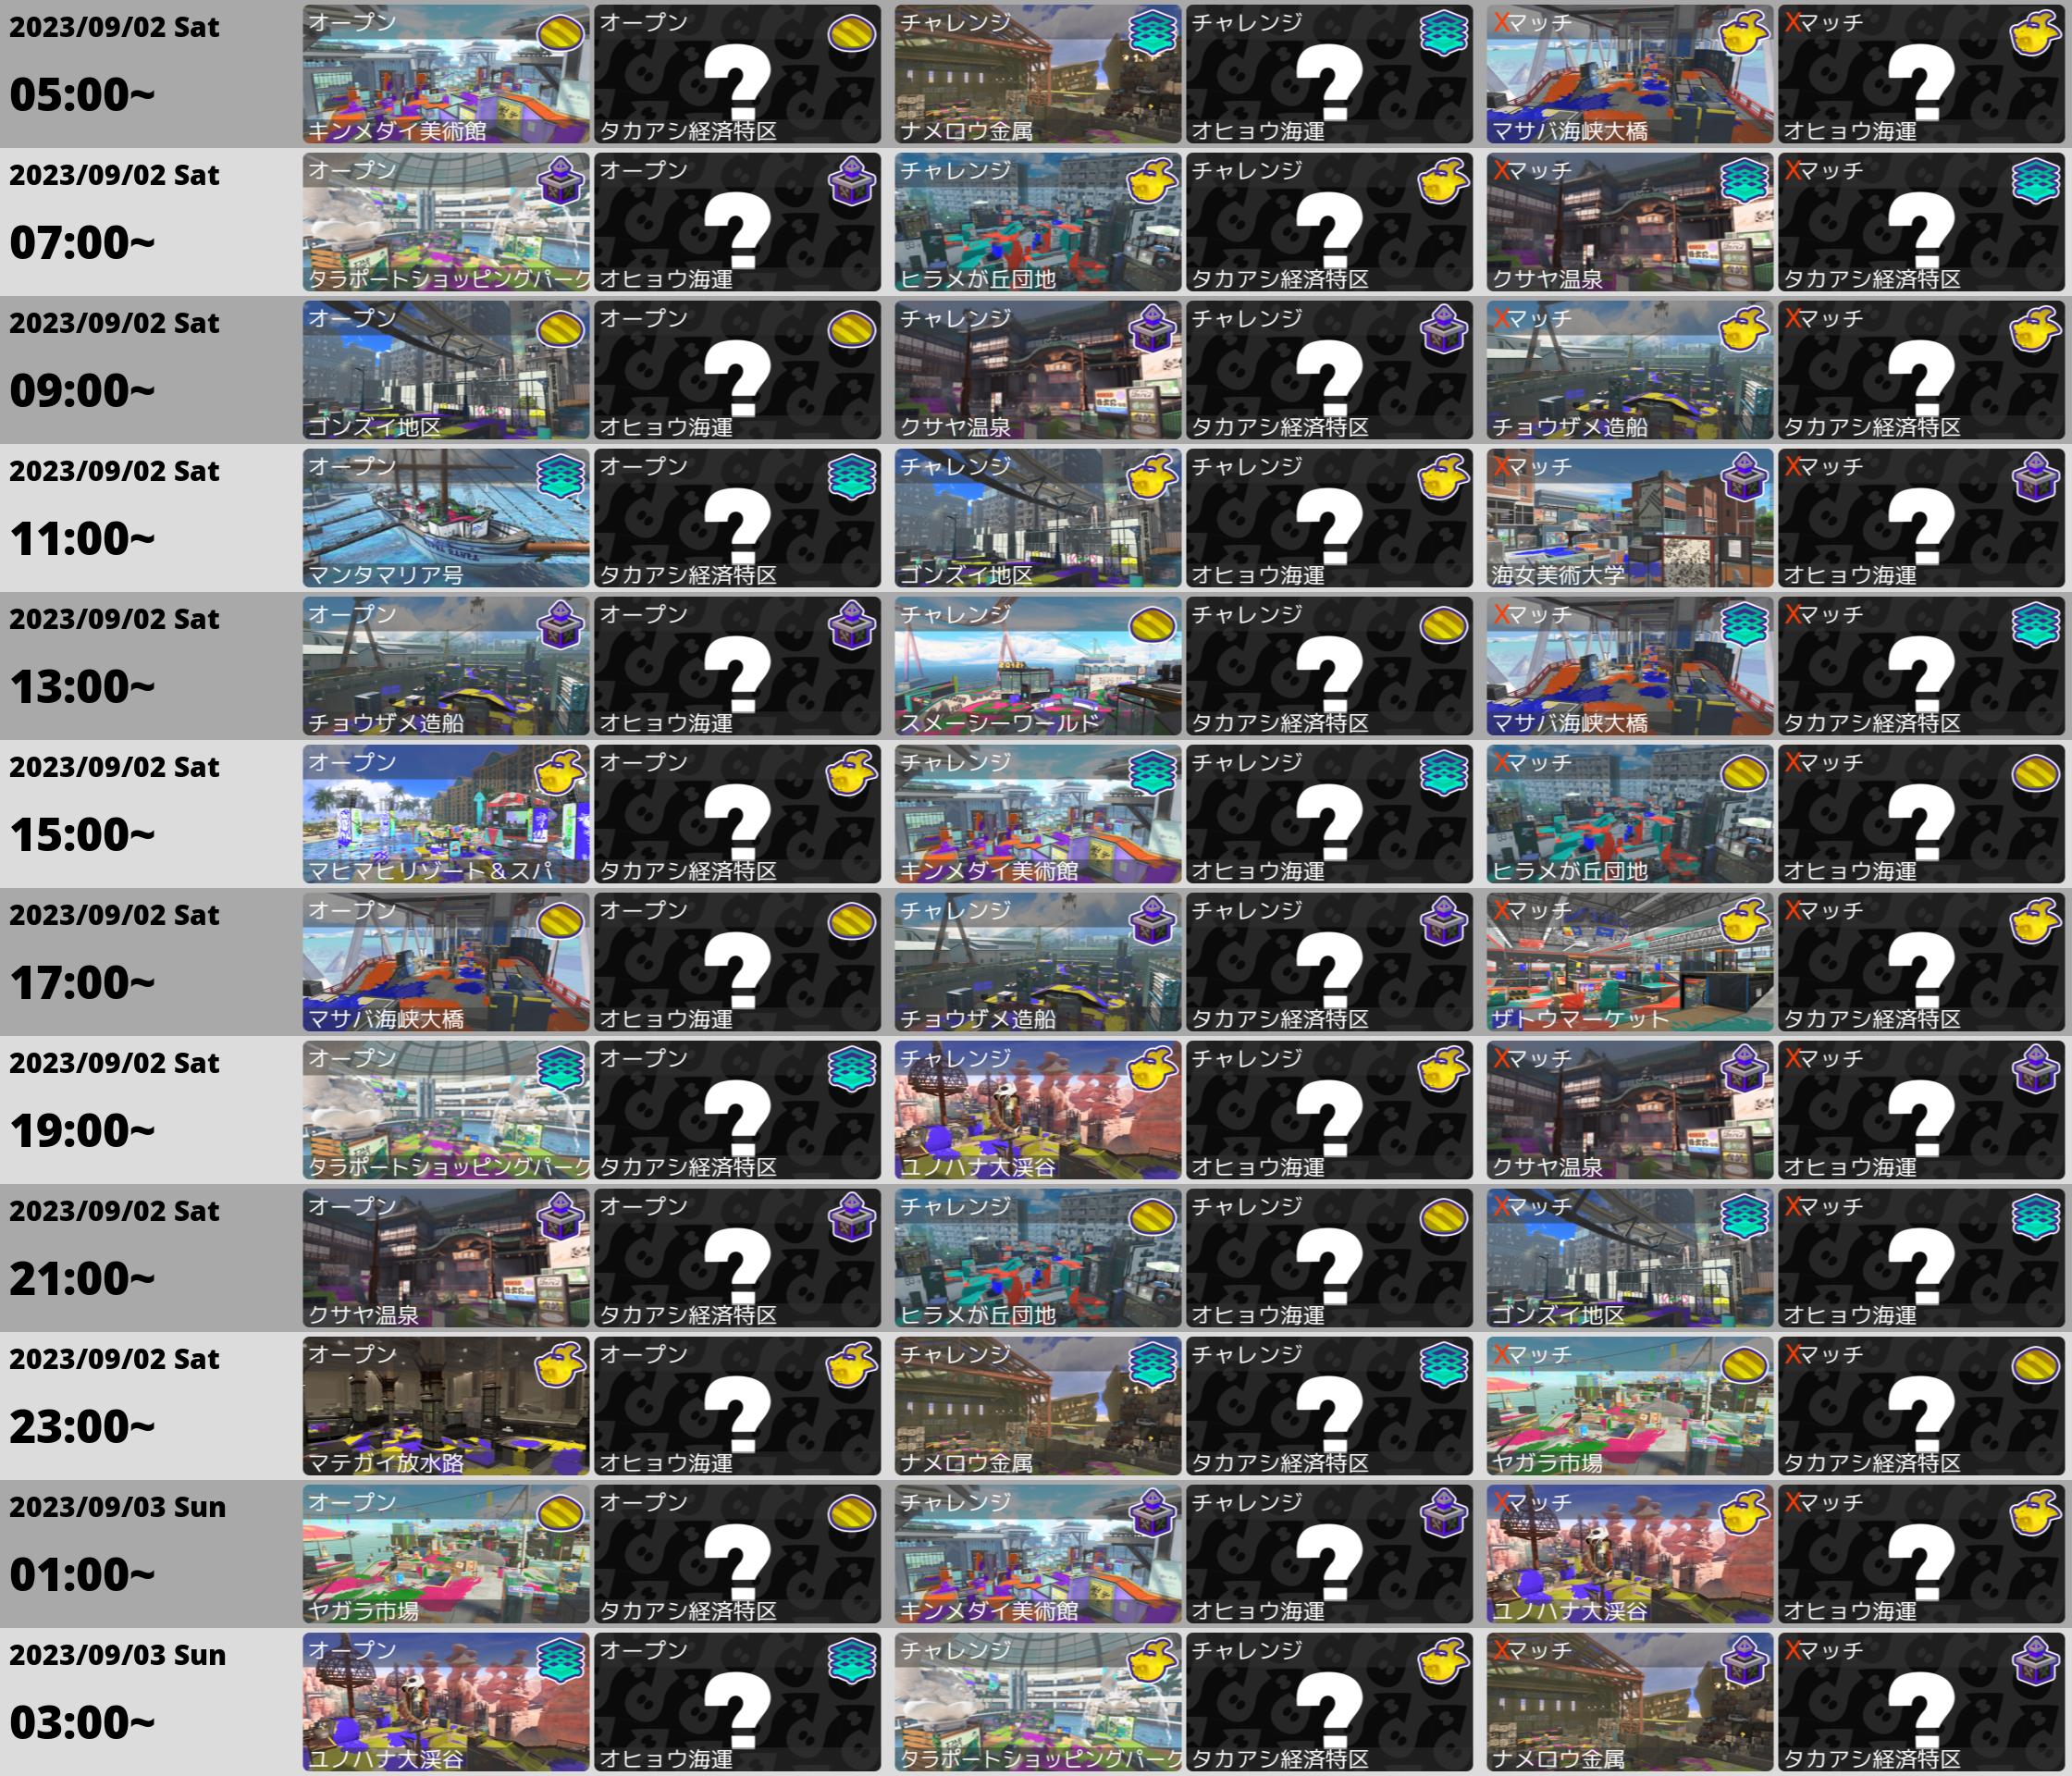 2023/09/02 Sat
05:00~
オープン
キンメダイ美術館
オープン
タカアシ経済特区
チャレンジ
ナメロウ金属
チャレンジ
オヒョウ海運
Xマッチ
マサバ海峡大橋
Xマッチ
オヒョウ海運
2023/09/02 Sat
07:00~
オープン
タラポートショッピングパーク
オープン
オヒョウ海運
チャレンジ
ヒラメが丘団地
チャレンジ
タカアシ経済特区
Xマッチ
クサヤ温泉
Xマッチ
タカアシ経済特区
2023/09/02 Sat
09:00~
オープン
ゴンズイ地区
オープン
オヒョウ海運
チャレンジ
クサヤ温泉
チャレンジ
タカアシ経済特区
Xマッチ
チョウザメ造船
Xマッチ
タカアシ経済特区
2023/09/02 Sat
11:00~
オープン
マンタマリア号
オープン
タカアシ経済特区
チャレンジ
ゴンズイ地区
チャレンジ
オヒョウ海運
Xマッチ
海女美術大学
Xマッチ
オヒョウ海運
2023/09/02 Sat
13:00~
オープン
チョウザメ造船
オープン
オヒョウ海運
チャレンジ
スメーシーワールド
チャレンジ
タカアシ経済特区
Xマッチ
マサバ海峡大橋
Xマッチ
タカアシ経済特区
2023/09/02 Sat
15:00~
オープン
マヒマヒリゾート&スパ
オープン
タカアシ経済特区
チャレンジ
キンメダイ美術館
チャレンジ
オヒョウ海運
Xマッチ
ヒラメが丘団地
Xマッチ
オヒョウ海運
2023/09/02 Sat
17:00~
オープン
マサバ海峡大橋
オープン
オヒョウ海運
チャレンジ
チョウザメ造船
チャレンジ
タカアシ経済特区
Xマッチ
ザトウマーケット
Xマッチ
タカアシ経済特区
2023/09/02 Sat
19:00~
オープン
タラポートショッピングパーク
オープン
タカアシ経済特区
チャレンジ
ユノハナ大渓谷
チャレンジ
オヒョウ海運
Xマッチ
クサヤ温泉
Xマッチ
オヒョウ海運
2023/09/02 Sat
21:00~
オープン
クサヤ温泉
オープン
タカアシ経済特区
チャレンジ
ヒラメが丘団地
チャレンジ
オヒョウ海運
Xマッチ
ゴンズイ地区
Xマッチ
オヒョウ海運
2023/09/02 Sat
23:00~
オープン
マテガイ放水路
オープン
オヒョウ海運
チャレンジ
ナメロウ金属
チャレンジ
タカアシ経済特区
Xマッチ
ヤガラ市場
Xマッチ
タカアシ経済特区
2023/09/03 Sun
01:00~
オープン
ヤガラ市場
オープン
タカアシ経済特区
チャレンジ
キンメダイ美術館
チャレンジ
オヒョウ海運
Xマッチ
ユノハナ大渓谷
Xマッチ
オヒョウ海運
2023/09/03 Sun
03:00~
オープン
ユノハナ大渓谷
オープン
オヒョウ海運
チャレンジ
タラポートショッピングパーク
チャレンジ
タカアシ経済特区
Xマッチ
ナメロウ金属
Xマッチ
タカアシ経済特区